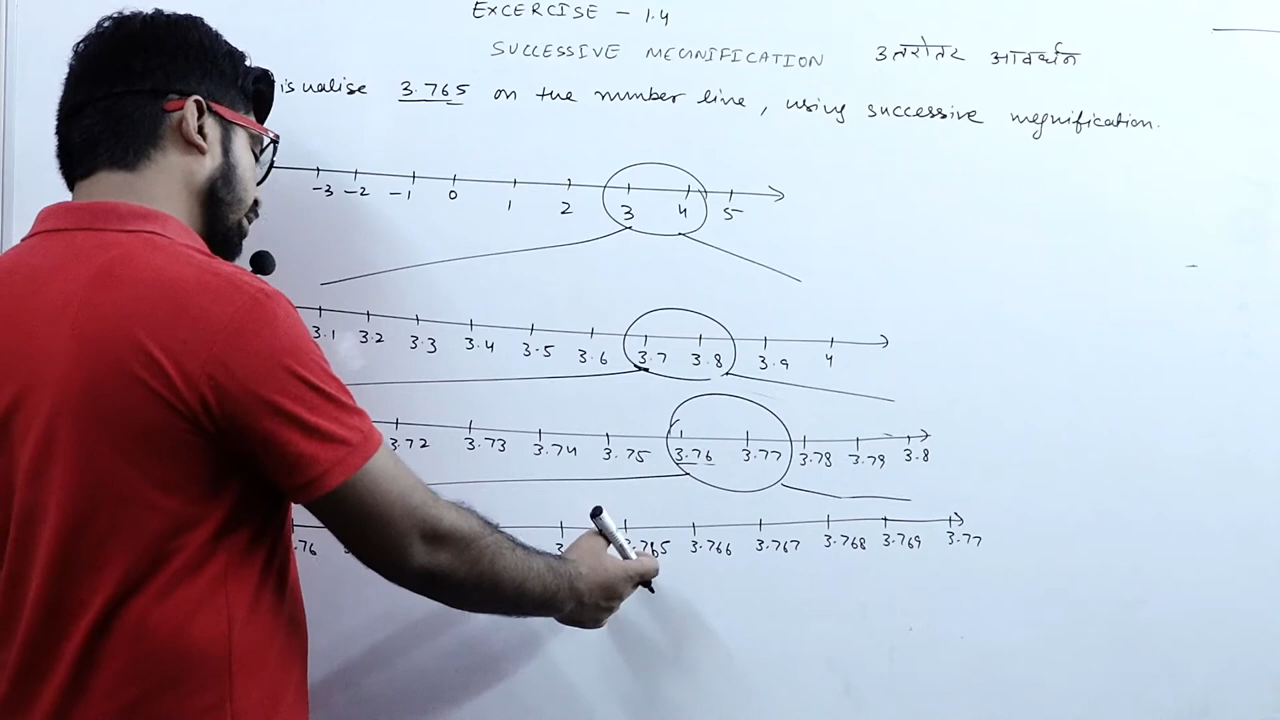 EXCERCISE - 1.4
SUCCESSIVE MEGNIFICATION उत्तरोत्तर आवर्धन
isualise 3.765 on the number line, using successive megnification.
-3 -2 -1 0 1 2 3 4 5
3.1 3.2 3.3 3.4 3.5 3.6 3.7 3.8 3.9 4
3.72 3.73 3.74 3.75 3.76 3.77 3.78 3.79 3.8
.76 3.765 3.766 3.767 3.768 3.769 3.77